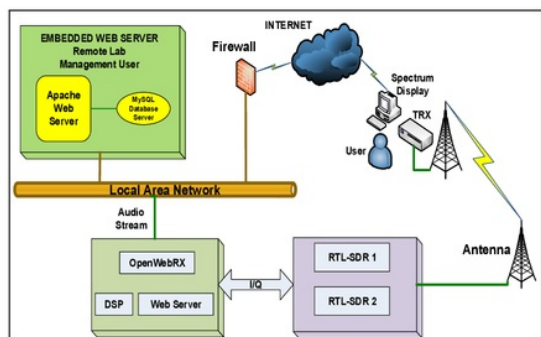 EMBEDDED WEB SERVER
Remote Lab
Management User
Apache
Web
Server
MySQL
Database
Server
Firewall
INTERNET
Spectrum
Display
TRX
User
Local Area Network
Audio
Stream
OpenWebRX
DSP
Web Server
I/Q
RTL-SDR 1
RTL-SDR 2
Antenna